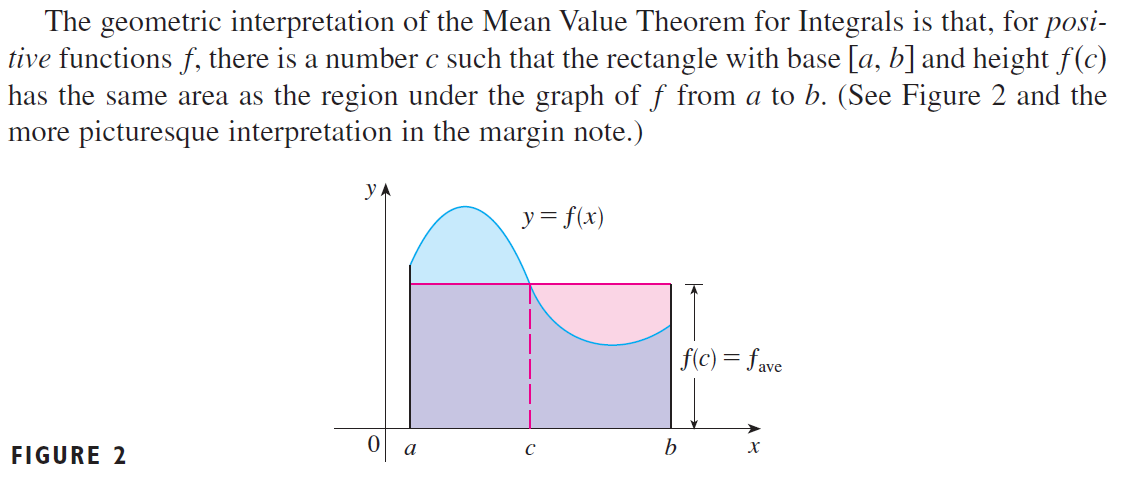 The geometric interpretation of the Mean Value Theorem for Integrals is that, for posi-
tive functions f, there is a number c such that the rectangle with base [a, b] and height f(c)
has the same area as the region under the graph of f from a to b. (See Figure 2 and the
more picturesque interpretation in the margin note.)
y
y = f(x)
f(c) = fave
0 a c b x
FIGURE 2